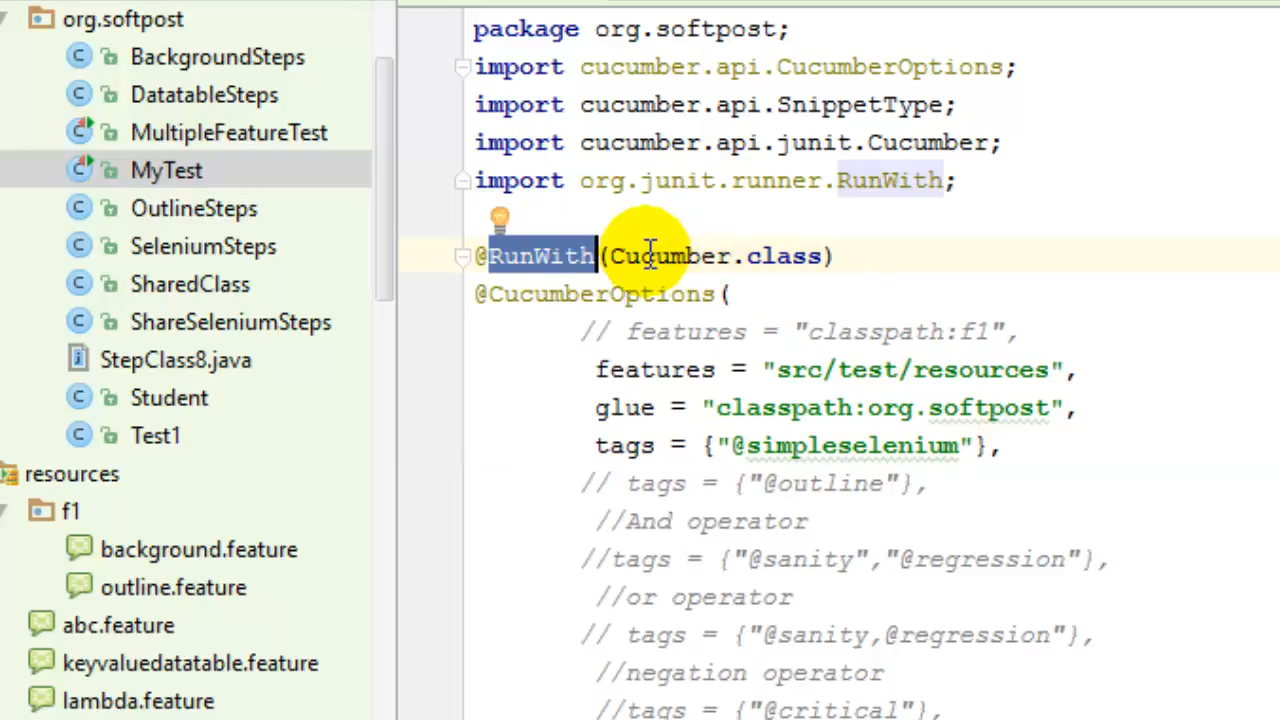 org.softpost
BackgroundSteps
DatatableSteps
MultipleFeatureTest
MyTest
OutlineSteps
SeleniumSteps
SharedClass
ShareSeleniumSteps
StepClass8.java
Student
Test1
resources
f1
background.feature
outline.feature
abc.feature
keyvaluedatatable.feature
lambda.feature
package org.softpost;
import cucumber.api.CucumberOptions;
import cucumber.api.SnippetType;
import cucumber.api.junit.Cucumber;
import org.junit.runner.RunWith;
@RunWith(Cucumber.class)
@CucumberOptions(
// features = "classpath:f1",
features = "src/test/resources",
glue = "classpath:org.softpost",
tags = {"@simpleselenium"},
// tags = {"@outline"},
//And operator
//tags = {"@sanity","@regression"},
//or operator
// tags = {"@sanity,@regression"},
//negation operator
//tags = {"@critical"},